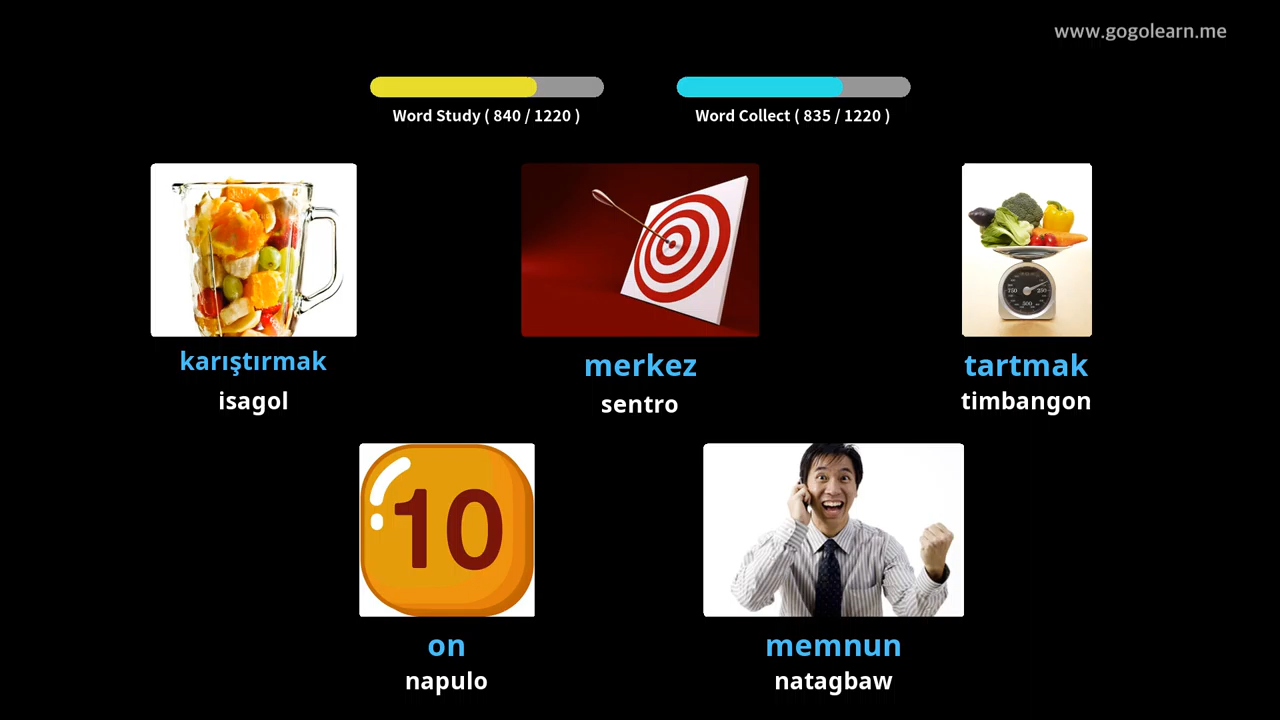 www.gogolearn.me
Word Study ( 840 / 1220 )
Word Collect ( 835 / 1220 )
karıştırmak
isagol
merkez
sentro
tartmak
timbangon
10
on
napulo
memnun
natagbaw